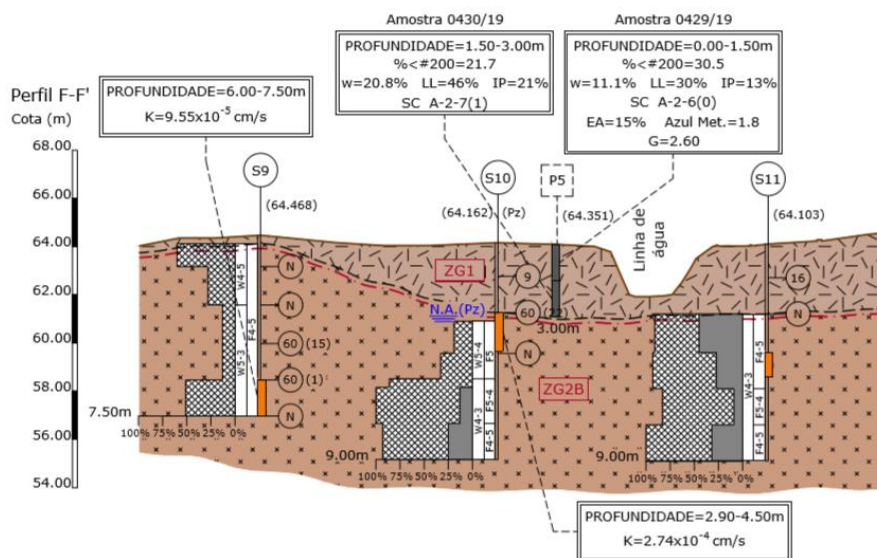 Amostra 0430/19
PROFUNDIDADE=1.50-3.00m
%<#200=21.7
w=20.8% LL=46% IP=21%
SC A-2-7(1)
Amostra 0429/19
PROFUNDIDADE=0.00-1.50m
%<#200=30.5
w=11.1% LL=30% IP=13%
SC A-2-6(0)
EA=15% Azul Met.=1.8
G=2.60
Perfil F-F'
Cota (m)
PROFUNDIDADE=6.00-7.50m
K=9.55x10⁻⁵ cm/s
68.00
66.00
64.00
62.00
60.00
58.00
56.00
54.00
S9
(64.468)
S10
(64.162)
(Pz)
P5
(64.351)
Linha de
água
S11
(64.103)
ZG1
N.A.(Pz)
ZG2B
N
N
60 (15)
60 (1)
N
W4-5
W5-3
F4-5
7.50m
100% 75% 50% 25% 0%
9
60 (22)
N
3.00m
W5-4
W4-3
F5
F5-4
F4-5
9.00m
100% 75% 50% 25% 0%
16
N
W4-3
F4-5
F5-4
F4-5
9.00m
100% 75% 50% 25% 0%
PROFUNDIDADE=2.90-4.50m
K=2.74x10⁻⁴ cm/s